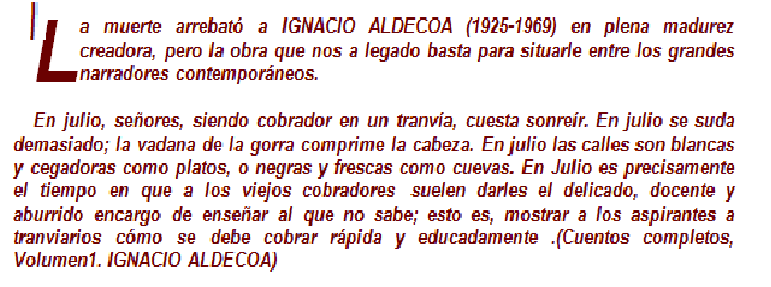 La muerte arrebató a IGNACIO ALDECOA (1925-1969) en plena madurez
creadora, pero la obra que nos a legado basta para situarle entre los grandes
narradores contemporáneos.
En julio, señores, siendo cobrador en un tranvía, cuesta sonreír. En julio se suda
demasiado; la vadana de la gorra comprime la cabeza. En julio las calles son blancas
y cegadoras como platos, o negras y frescas como cuevas. En Julio es precisamente
el tiempo en que a los viejos cobradores suelen darles el delicado, docente y
aburrido encargo de enseñar al que no sabe; esto es, mostrar a los aspirantes a
tranviarios cómo se debe cobrar rápida y educadamente .(Cuentos completos,
Volumen1. IGNACIO ALDECOA)